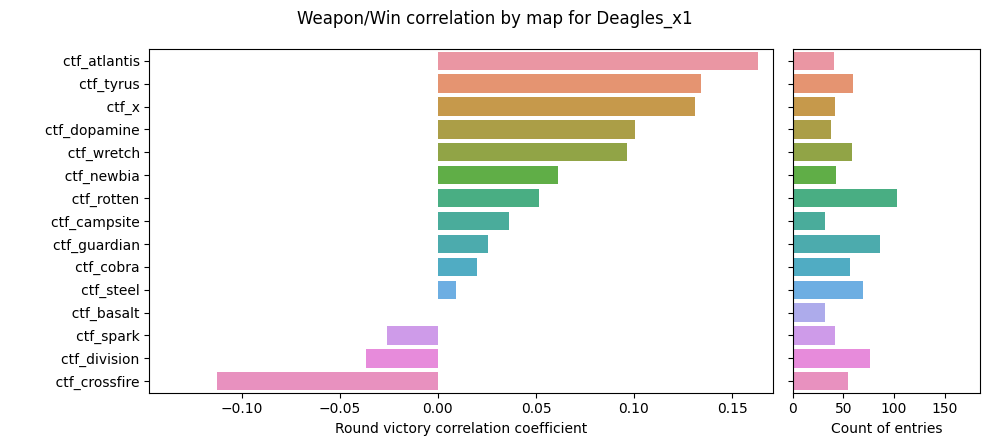 Weapon/Win correlation by map for Deagles_x1
ctf_atlantis
ctf_tyrus
ctf_x
ctf_dopamine
ctf_wretch
ctf_newbia
ctf_rotten
ctf_campsite
ctf_guardian
ctf_cobra
ctf_steel
ctf_basalt
ctf_spark
ctf_division
ctf_crossfire
−0.10 −0.05 0.00 0.05 0.10 0.15
Round victory correlation coefficient
0 50 100 150
Count of entries